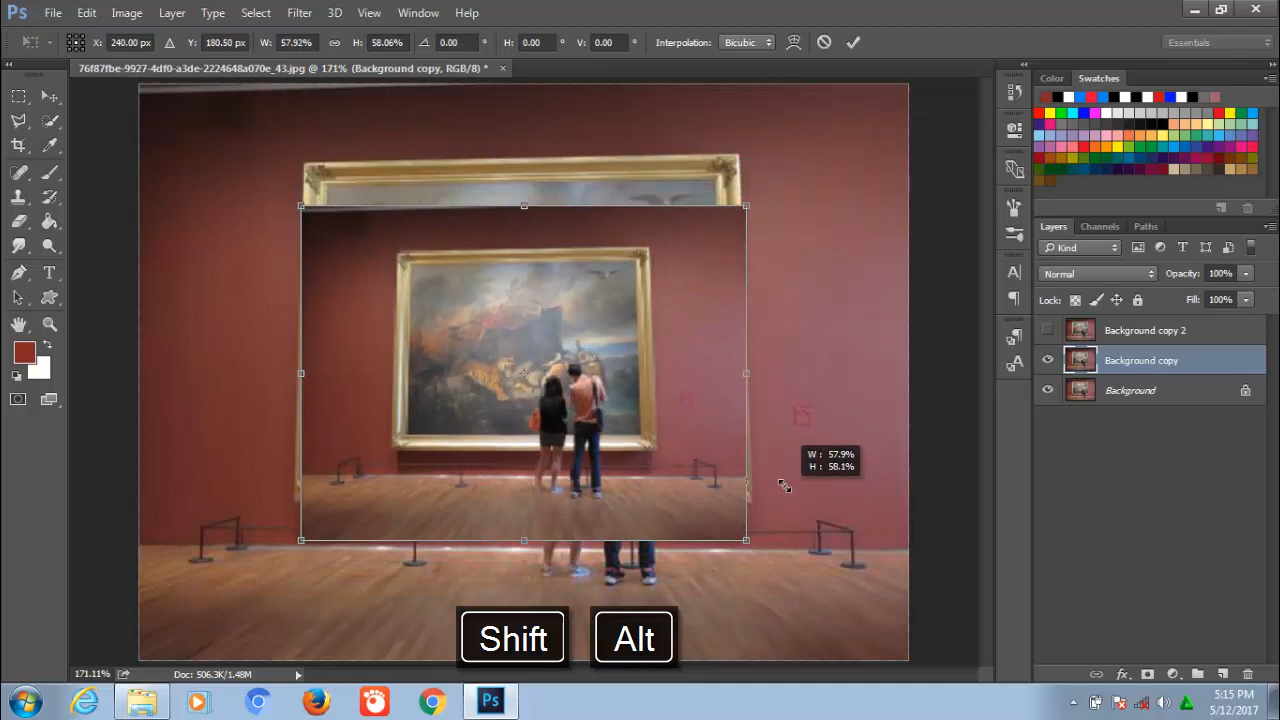 Ps File Edit Image Layer Type Select Filter 3D View Window Help
X: 240.00 px Y: 180.50 px W: 57.92% H: 58.06% 0.00 ° H: 0.00 ° V: 0.00 ° Interpolation: Bicubic Essentials
76f87fbe-9927-4df0-a3de-2224648a070e_43.jpg @ 171% (Background copy, RGB/8) * ×
Color Swatches
Layers Channels Paths
Kind
Normal Opacity: 100%
Lock: Fill: 100%
Background copy 2
Background copy
Background
W : 57.9%
H : 58.1%
Shift Alt
171.11% Doc: 506.3K/1.48M
Ps
5:15 PM
5/12/2017